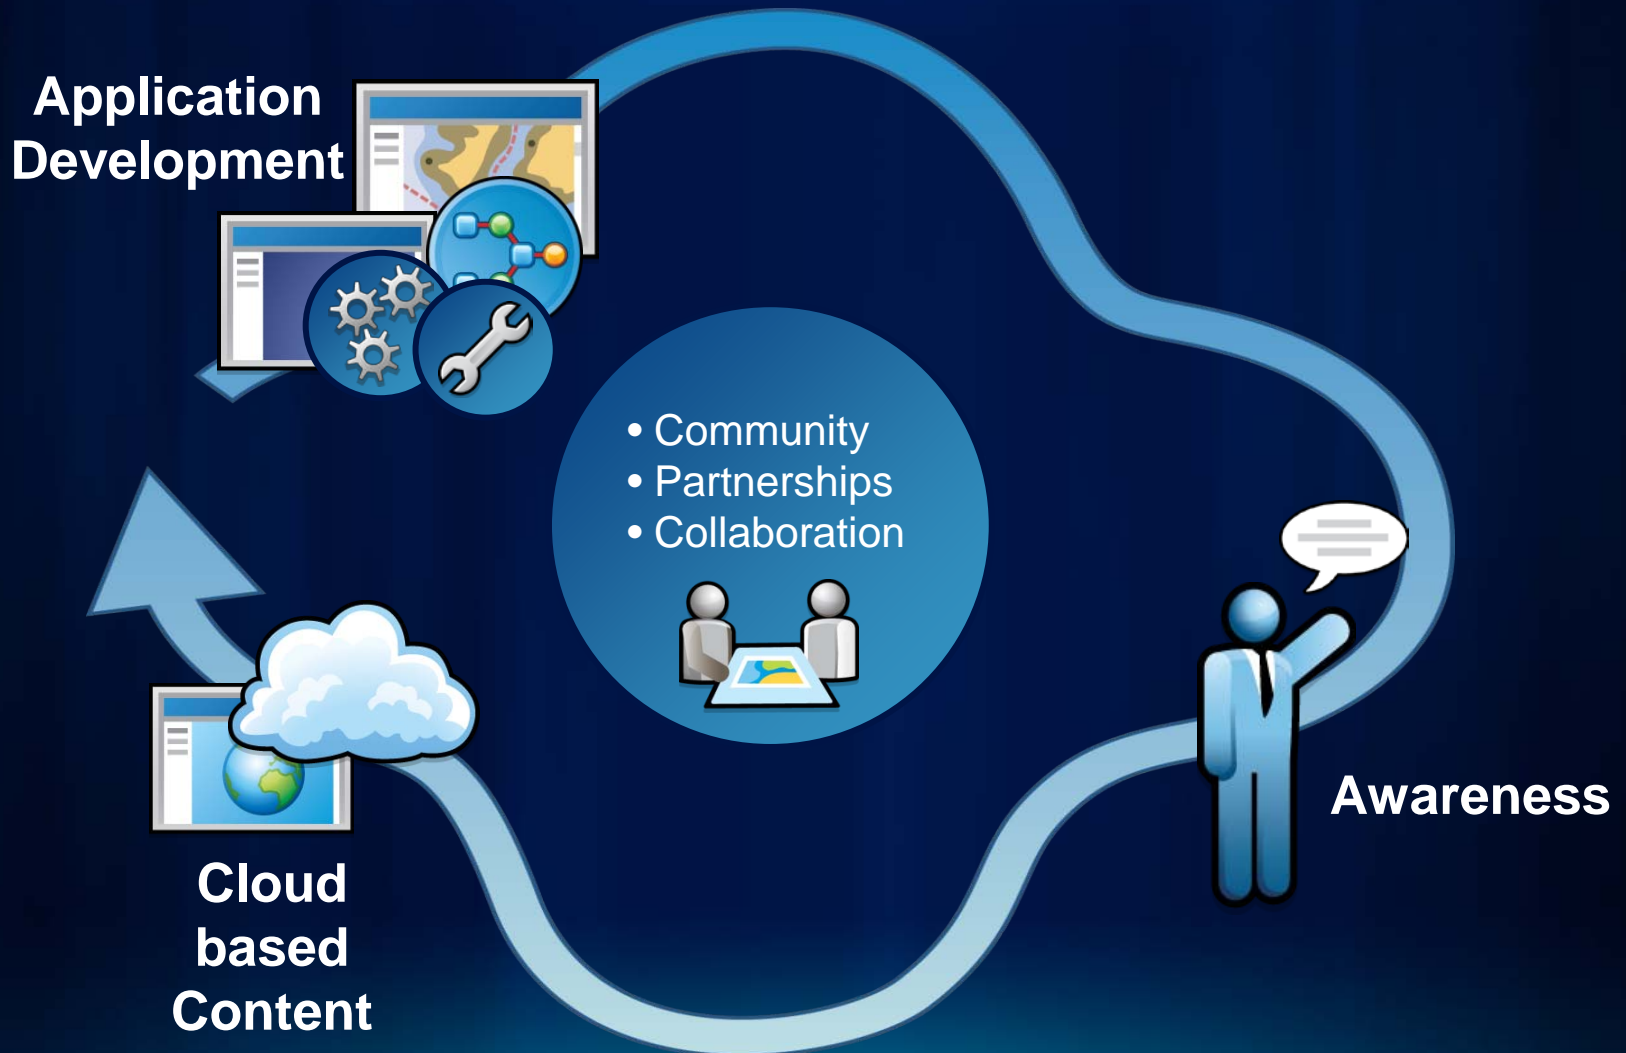 Application
Development
• Community
• Partnerships
• Collaboration
Awareness
Cloud
based
Content